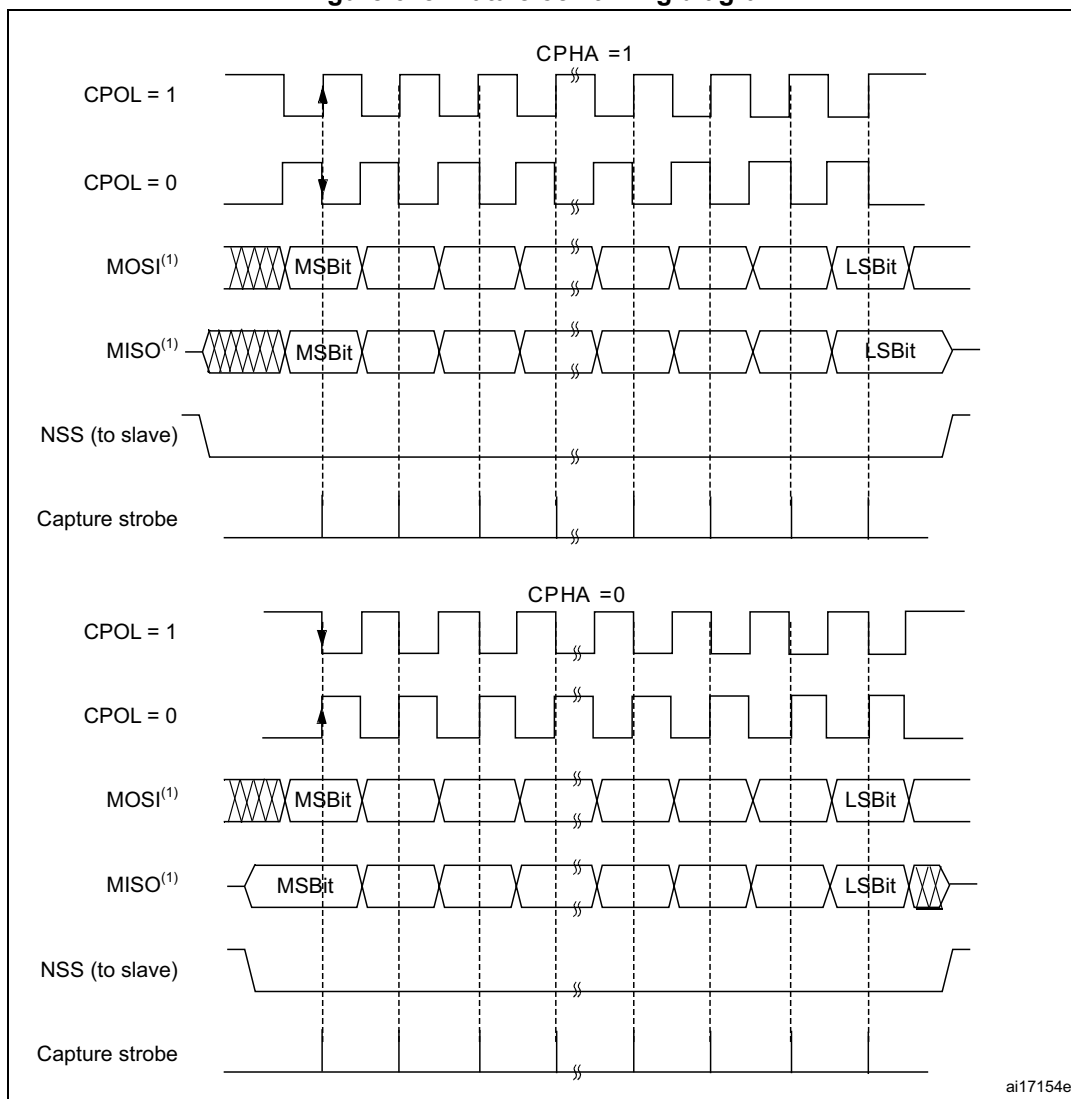 CPHA =1
CPOL = 1
CPOL = 0
MOSI(1)
MSBit
LSBit
MISO(1)
MSBit
LSBit
NSS (to slave)
Capture strobe
CPHA =0
CPOL = 1
CPOL = 0
MOSI(1)
MSBit
LSBit
MISO(1)
MSBit
LSBit
NSS (to slave)
Capture strobe
ai17154e